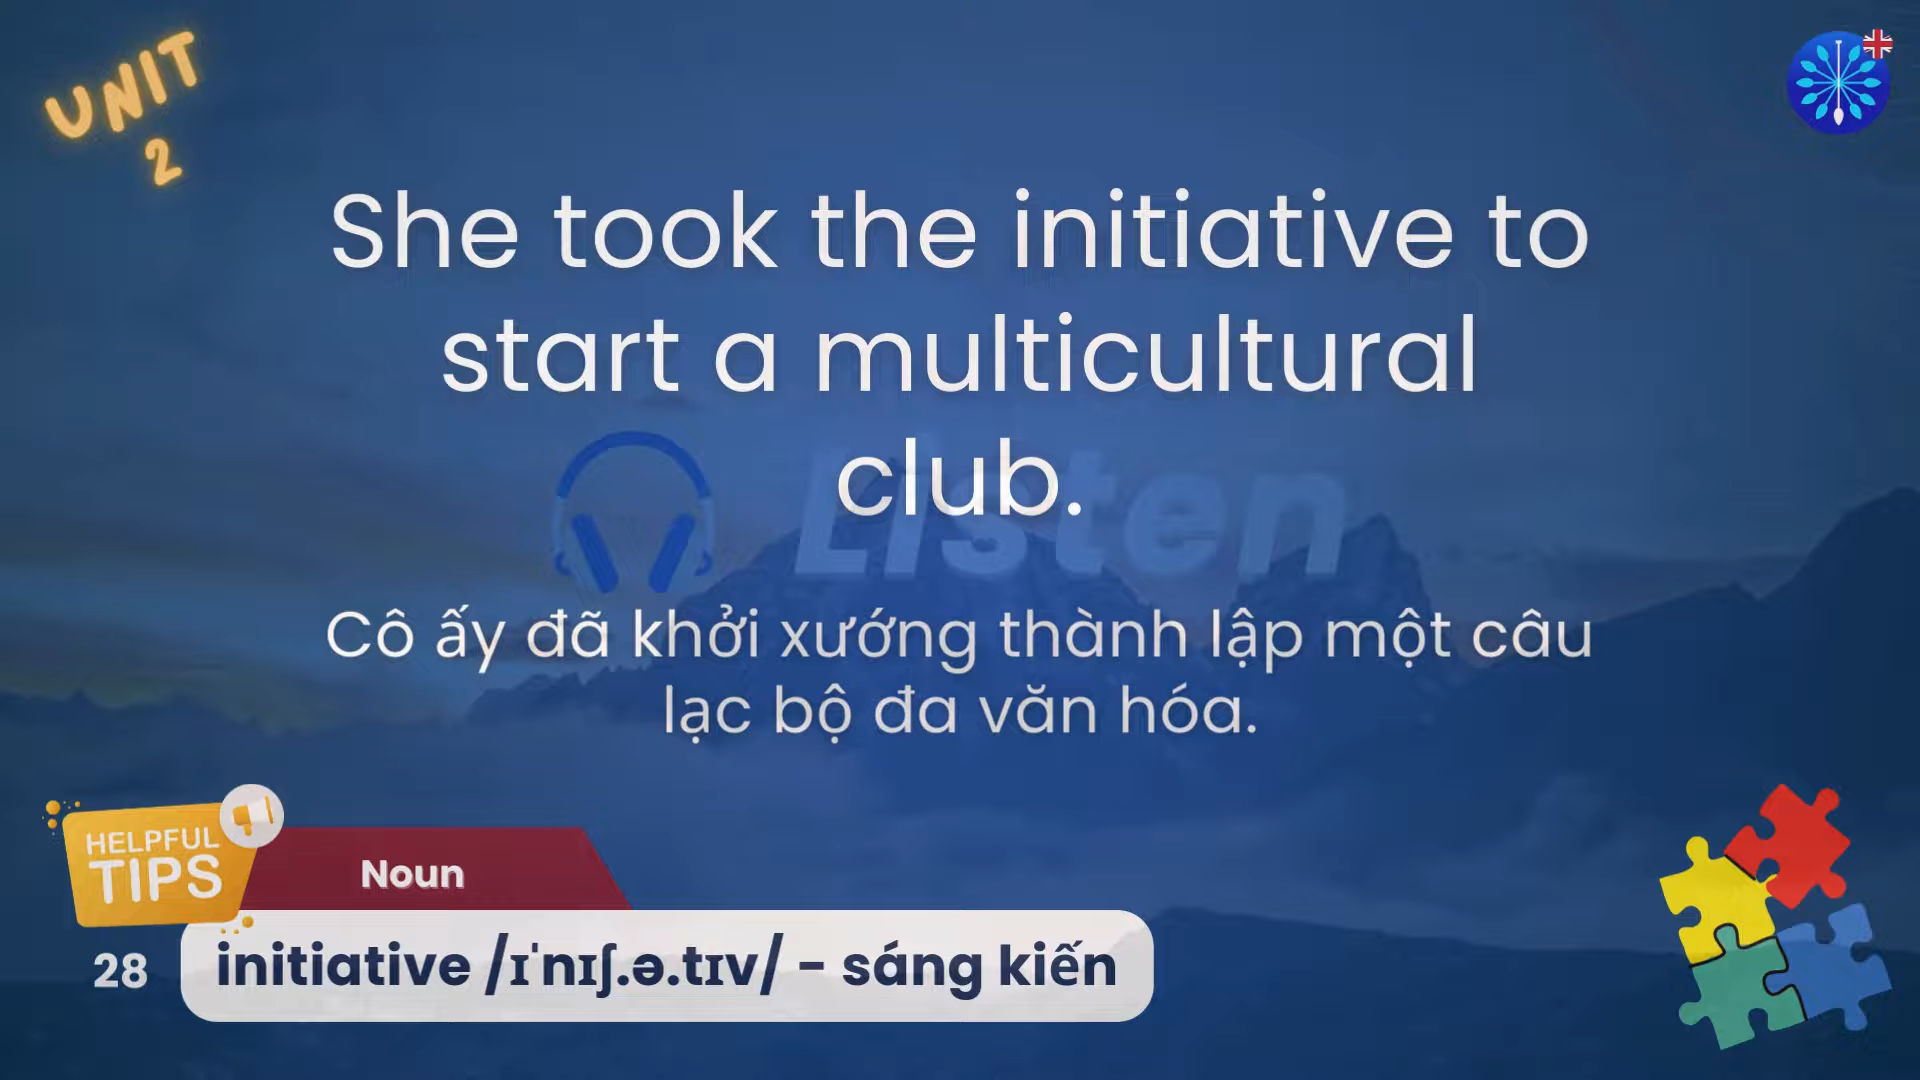 UNIT
2
She took the initiative to
start a multicultural
club.
Listen
Cô ấy đã khởi xướng thành lập một câu
lạc bộ đa văn hóa.
HELPFUL
TIPS
Noun
28
initiative /ɪˈnɪʃ.ə.tɪv/ - sáng kiến